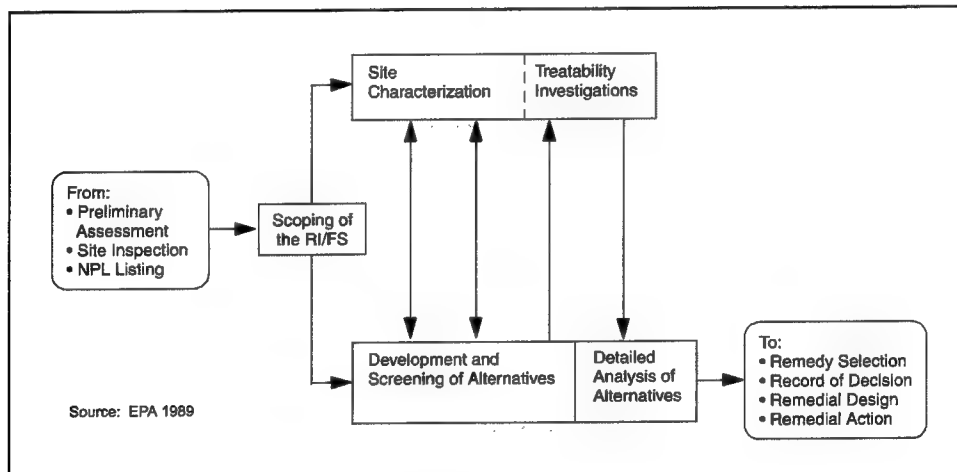 Site
Characterization
Treatability
Investigations
From:
• Preliminary
Assessment
• Site Inspection
• NPL Listing
Scoping of
the RI/FS
Development and
Screening of Alternatives
Detailed
Analysis of
Alternatives
To:
• Remedy Selection
• Record of Decision
• Remedial Design
• Remedial Action
Source: EPA 1989